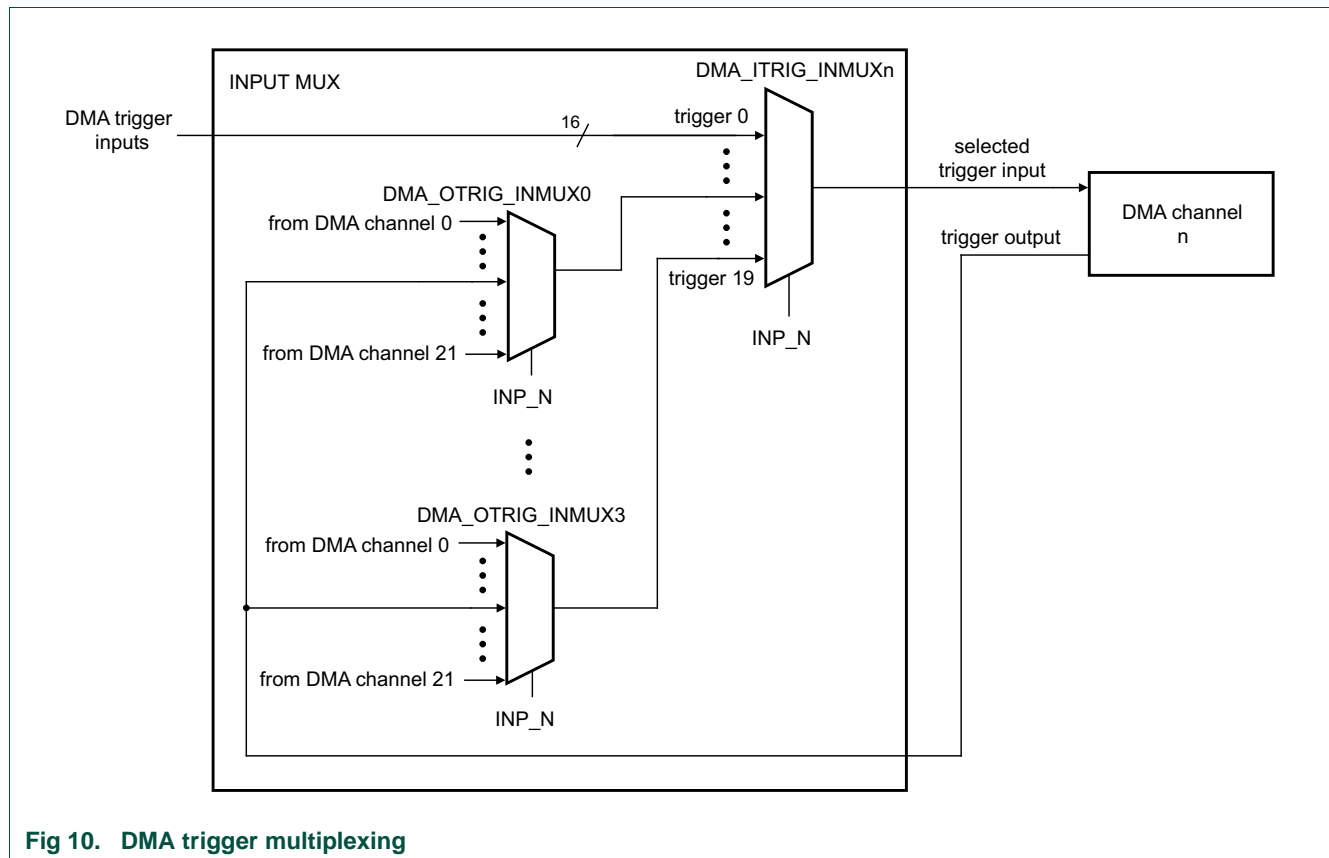 INPUT MUX
DMA_ITRIG_INMUXn
DMA trigger
inputs
16
trigger 0
selected
trigger input
DMA_OTRIG_INMUX0
from DMA channel 0
DMA channel
n
trigger output
trigger 19
from DMA channel 21
INP_N
INP_N
DMA_OTRIG_INMUX3
from DMA channel 0
from DMA channel 21
INP_N
Fig 10. DMA trigger multiplexing